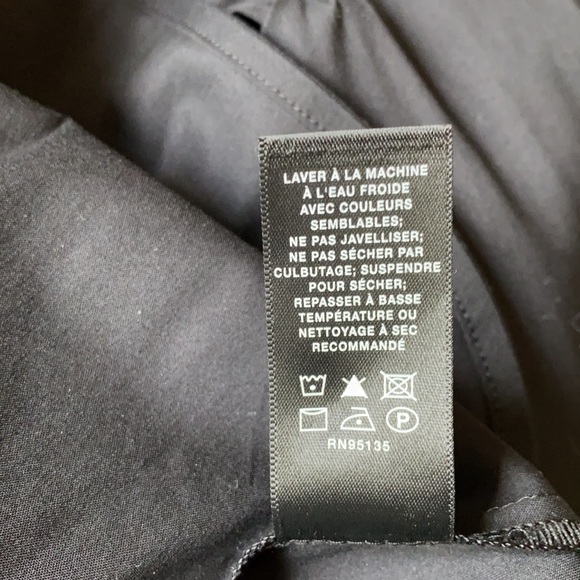 LAVER À LA MACHINE
À L'EAU FROIDE
AVEC COULEURS
SEMBLABLES;
NE PAS JAVELLISER;
NE PAS SÉCHER PAR
CULBUTAGE; SUSPENDRE
POUR SÉCHER;
REPASSER À BASSE
TEMPÉRATURE OU
NETTOYAGE À SEC
RECOMMANDÉ
P
RN95135